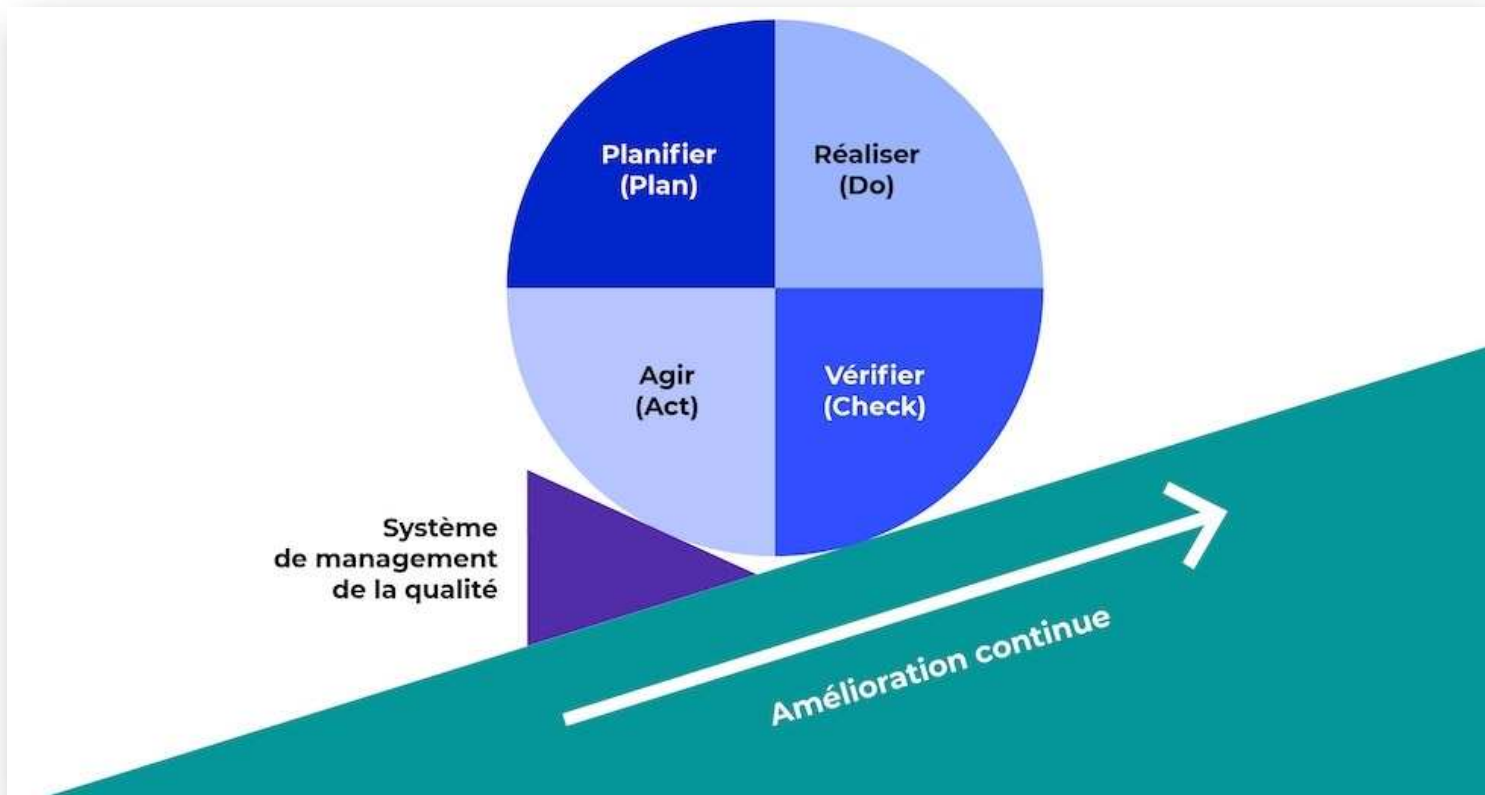 Planifier
(Plan)
Réaliser
(Do)
Agir
(Act)
Vérifier
(Check)
Système
de management
de la qualité
Amélioration continue